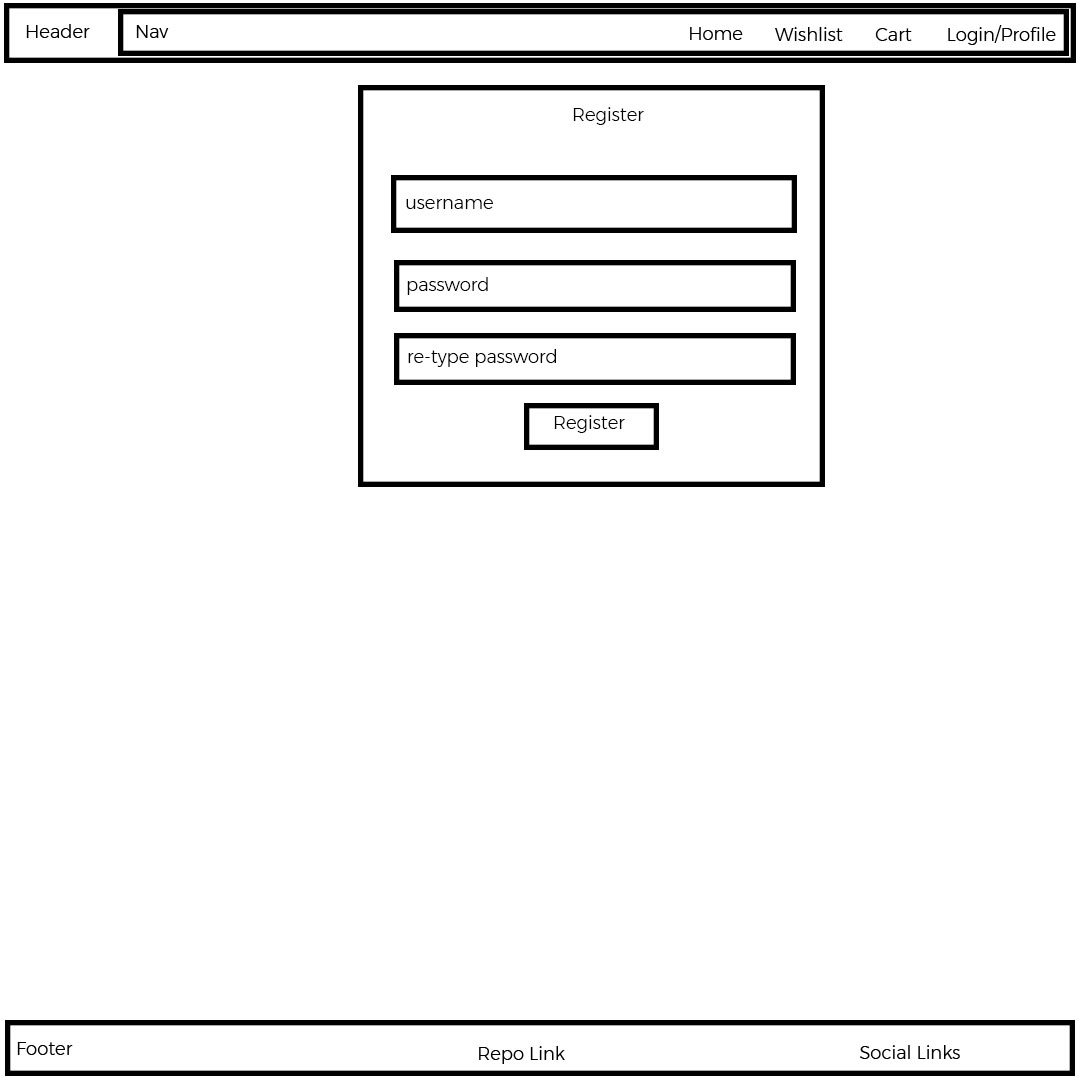 Header
Nav
Home Wishlist Cart Login/Profile
Register
username
password
re-type password
Register
Footer
Repo Link
Social Links